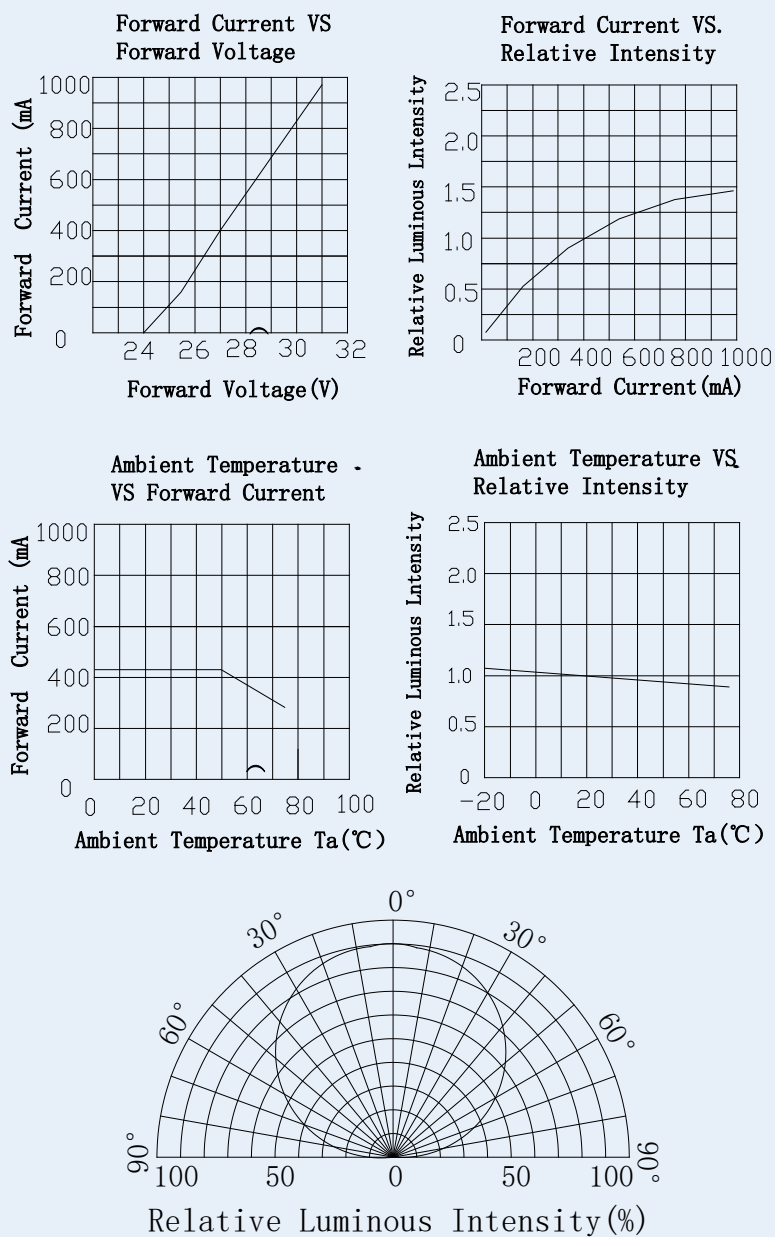 Forward Current VS
Forward Voltage
1000
800
600
400
200
0
Forward Current (mA
24 26 28 30 32
Forward Voltage(V)
Forward Current VS.
Relative Intensity
2.5
2.0
1.5
1.0
0.5
0
Relative Luminous Lntensity
200 400 600 800 1000
Forward Current(mA)
Ambient Temperature .
VS Forward Current
1000
800
600
400
200
0
Forward Current (mA
0 20 40 60 80 100
Ambient Temperature Ta(℃)
Ambient Temperature VS.
Relative Intensity
2.5
2.0
1.5
1.0
0.5
0
Relative Luminous Lntensity
-20 0 20 40 60 80
Ambient Temperature Ta(℃)
0°
30° 30°
60° 60°
90° 90°
100 50 0 50 100
Relative Luminous Intensity(%)